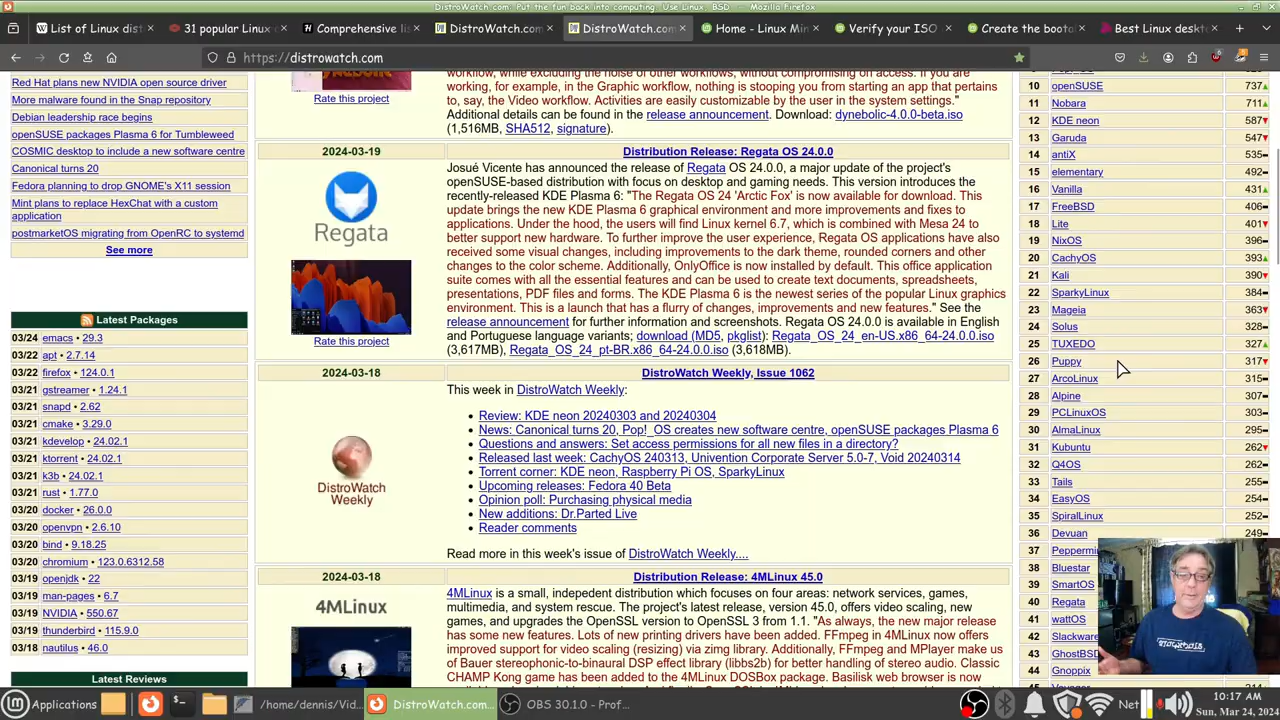 DistroWatch.com: Put the fun back into computing. Use Linux, BSD — Mozilla Firefox
List of Linux dist
31 popular Linux
Comprehensive lis
DistroWatch.com
DistroWatch.com:
Home - Linux Min
Verify your ISO
Create the boota
Best Linux deskto
https://distrowatch.com
Red Hat plans new NVIDIA open source driver
More malware found in the Snap repository
Debian leadership race begins
openSUSE packages Plasma 6 for Tumbleweed
COSMIC desktop to include a new software centre
Canonical turns 20
Fedora planning to drop GNOME's X11 session
Mint plans to replace HexChat with a custom
application
postmarketOS migrating from OpenRC to systemd
See more
Latest Packages
03/24 emacs • 29.3
03/22 apt • 2.7.14
03/22 firefox • 124.0.1
03/21 gstreamer • 1.24.1
03/21 snapd • 2.62
03/21 cmake • 3.29.0
03/21 kdevelop • 24.02.1
03/21 ktorrent • 24.02.1
03/21 k3b • 24.02.1
03/21 rust • 1.77.0
03/20 docker • 26.0.0
03/20 openvpn • 2.6.10
03/20 bind • 9.18.25
03/20 chromium • 123.0.6312.58
03/19 openjdk • 22
03/19 man-pages • 6.7
03/19 NVIDIA • 550.67
03/19 thunderbird • 115.9.0
03/18 nautilus • 46.0
Latest Reviews
Rate this project
workflow, while excluding the noise of other workflows, without compromising on access. If you are
working, for example, in the Graphic workflow, nothing is stooping you from starting an app that pertains
to, say, the Video workflow. Activities are easily customizable by the user in the system settings."
Additional details can be found in the release announcement. Download: dynebolic-4.0.0-beta.iso
(1,516MB, SHA512, signature).
2024-03-19
Distribution Release: Regata OS 24.0.0
Regata
Rate this project
Josué Vicente has announced the release of Regata OS 24.0.0, a major update of the project's
openSUSE-based distribution with focus on desktop and gaming needs. This version introduces the
recently-released KDE Plasma 6: "The Regata OS 24 'Arctic Fox' is now available for download. This
update brings the new KDE Plasma 6 graphical environment and more improvements and fixes to
applications. Under the hood, the users will find Linux kernel 6.7, which is combined with Mesa 24 to
better support new hardware. To further improve the user experience, Regata OS applications have also
received some visual changes, including improvements to the dark theme, rounded corners and other
changes to the color scheme. Additionally, OnlyOffice is now installed by default. This office application
suite comes with all the essential features and can be used to create text documents, spreadsheets,
presentations, PDF files and forms. The KDE Plasma 6 is the newest series of the popular Linux graphics
environment. This is a launch that has a flurry of changes, improvements and new features." See the
release announcement for further information and screenshots. Regata OS 24.0.0 is available in English
and Portuguese language variants; download (MD5, pkglist): Regata_OS_24_en-US.x86_64-24.0.0.iso
(3,617MB), Regata_OS_24_pt-BR.x86_64-24.0.0.iso (3,618MB).
2024-03-18
DistroWatch Weekly, Issue 1062
DistroWatch
Weekly
This week in DistroWatch Weekly:
• Review: KDE neon 20240303 and 20240304
• News: Canonical turns 20, Pop!_OS creates new software centre, openSUSE packages Plasma 6
• Questions and answers: Set access permissions for all new files in a directory?
• Released last week: CachyOS 240313, Univention Corporate Server 5.0-7, Void 20240314
• Torrent corner: KDE neon, Raspberry Pi OS, SparkyLinux
• Upcoming releases: Fedora 40 Beta
• Opinion poll: Purchasing physical media
• New additions: Dr.Parted Live
• Reader comments
Read more in this week's issue of DistroWatch Weekly....
2024-03-18
Distribution Release: 4MLinux 45.0
4MLinux
4MLinux is a small, indepedent distribution which focuses on four areas: network services, games,
multimedia, and system rescue. The project's latest release, version 45.0, offers video scaling, new
games, and upgrades the OpenSSL version to OpenSSL 3 from 1.1. "As always, the new major release
has some new features. Lots of new printing drivers have been added. FFmpeg in 4MLinux now offers
improved support for video scaling (resizing) via zimg library. Additionally, FFmpeg and MPlayer make us
of Bauer stereophonic-to-binaural DSP effect library (libbs2b) for better handling of stereo audio. Classic
CHAMP Kong game has been added to the 4MLinux DOSBox package. Basilisk web browser is now
10 openSUSE 737
11 Nobara 711
12 KDE neon 587
13 Garuda 547
14 antiX 535
15 elementary 492
16 Vanilla 431
17 FreeBSD 406
18 Lite 401
19 NixOS 396
20 CachyOS 393
21 Kali 390
22 SparkyLinux 384
23 Mageia 363
24 Solus 328
25 TUXEDO 327
26 Puppy 317
27 ArcoLinux 315
28 Alpine 307
29 PCLinuxOS 303
30 AlmaLinux 295
31 Kubuntu 262
32 Q4OS 262
33 Tails 255
34 EasyOS 254
35 SpiralLinux 252
36 Devuan 249
37 Peppermin
38 Bluestar
39 SmartOS
40 Regata
41 wattOS
42 Slackware
43 GhostBSD
44 Gnoppix
Applications
/home/dennis/Vid...
DistroWatch.com...
OBS 30.1.0 - Prof...
Net
10:17 AM
Sun, Mar 24, 2024